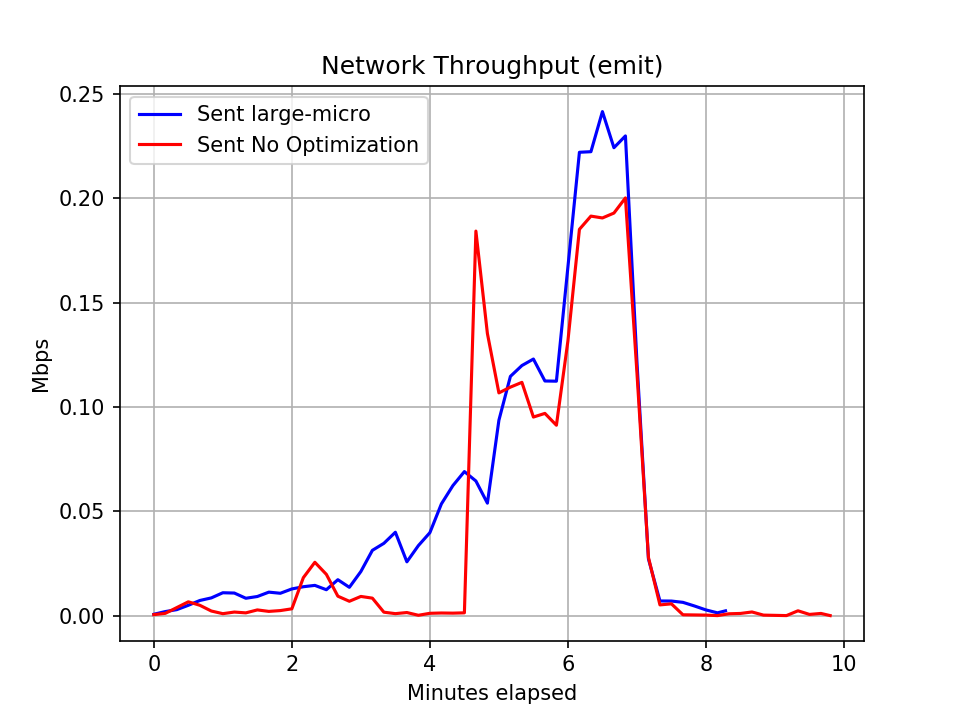 Network Throughput (emit)
Sent large-micro
Sent No Optimization
0.25
0.20
0.15
0.10
0.05
0.00
Mbps
0 2 4 6 8 10
Minutes elapsed